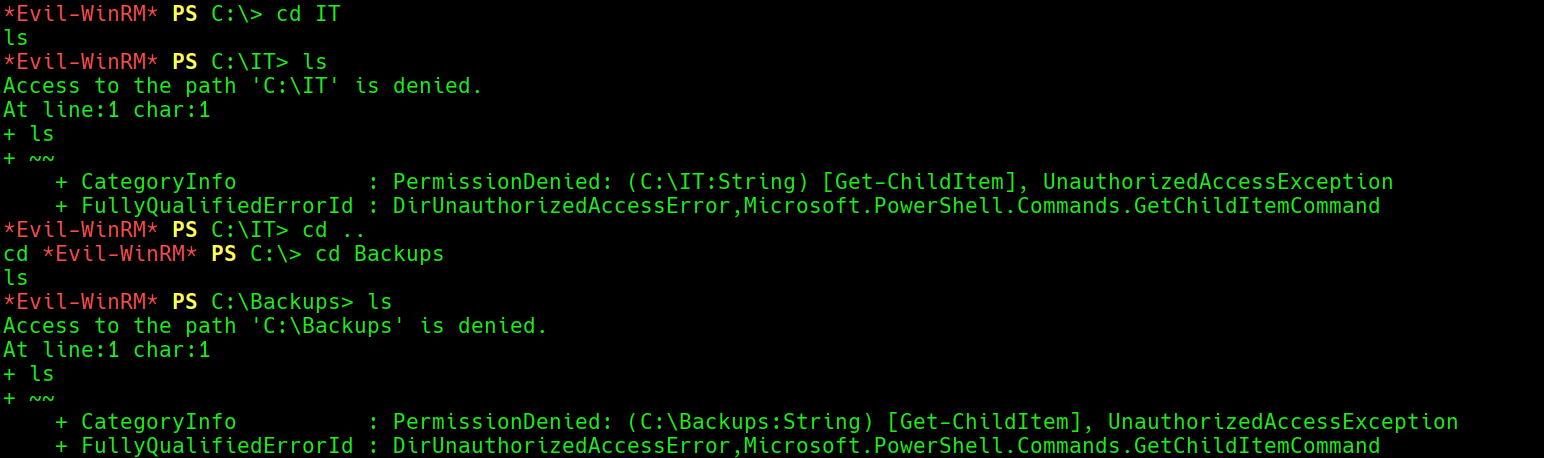 *Evil-WinRM* PS C:\> cd IT
ls
*Evil-WinRM* PS C:\IT> ls
Access to the path 'C:\IT' is denied.
At line:1 char:1
+ ls
+ ~~
    + CategoryInfo          : PermissionDenied: (C:\IT:String) [Get-ChildItem], UnauthorizedAccessException
    + FullyQualifiedErrorId : DirUnauthorizedAccessError,Microsoft.PowerShell.Commands.GetChildItemCommand
*Evil-WinRM* PS C:\IT> cd ..
cd *Evil-WinRM* PS C:\> cd Backups
ls
*Evil-WinRM* PS C:\Backups> ls
Access to the path 'C:\Backups' is denied.
At line:1 char:1
+ ls
+ ~~
    + CategoryInfo          : PermissionDenied: (C:\Backups:String) [Get-ChildItem], UnauthorizedAccessException
    + FullyQualifiedErrorId : DirUnauthorizedAccessError,Microsoft.PowerShell.Commands.GetChildItemCommand